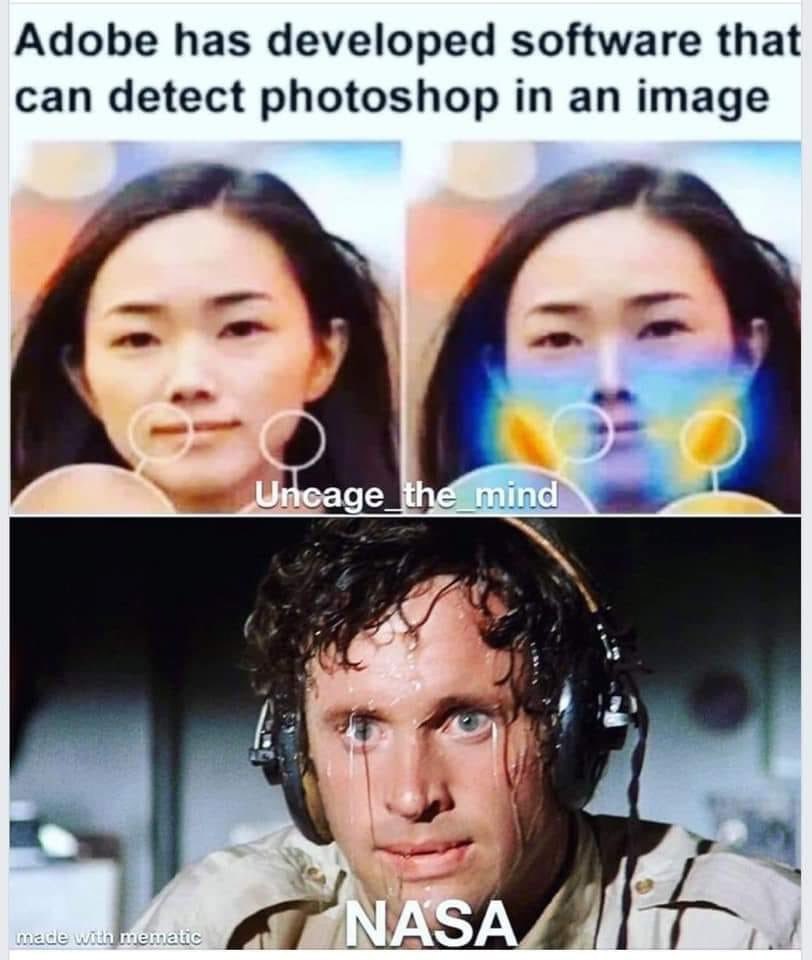 Adobe has developed software that
can detect photoshop in an image
Uncage_the_mind
NASA
made with mematic